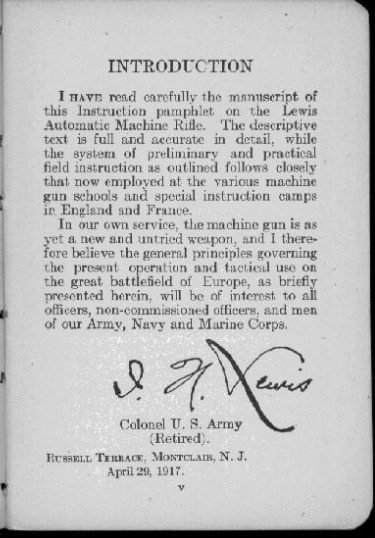 INTRODUCTION
I HAVE read carefully the manuscript of
this Instruction pamphlet on the Lewis
Automatic Machine Rifle. The descriptive
text is full and accurate in detail, while
the system of preliminary and practical
field instruction as outlined follows closely
that now employed at the various machine
gun schools and special instruction camps
in England and France.
In our own service, the machine gun is as
yet a new and untried weapon, and I there-
fore believe the general principles governing
the present operation and tactical use on
the great battlefield of Europe, as briefly
presented herein, will be of interest to all
officers, non-commissioned officers, and men
of our Army, Navy and Marine Corps.
I. N. Lewis
Colonel U. S. Army
(Retired).
RUSSELL TERRACE, MONTCLAIR, N. J.
April 29, 1917.
v